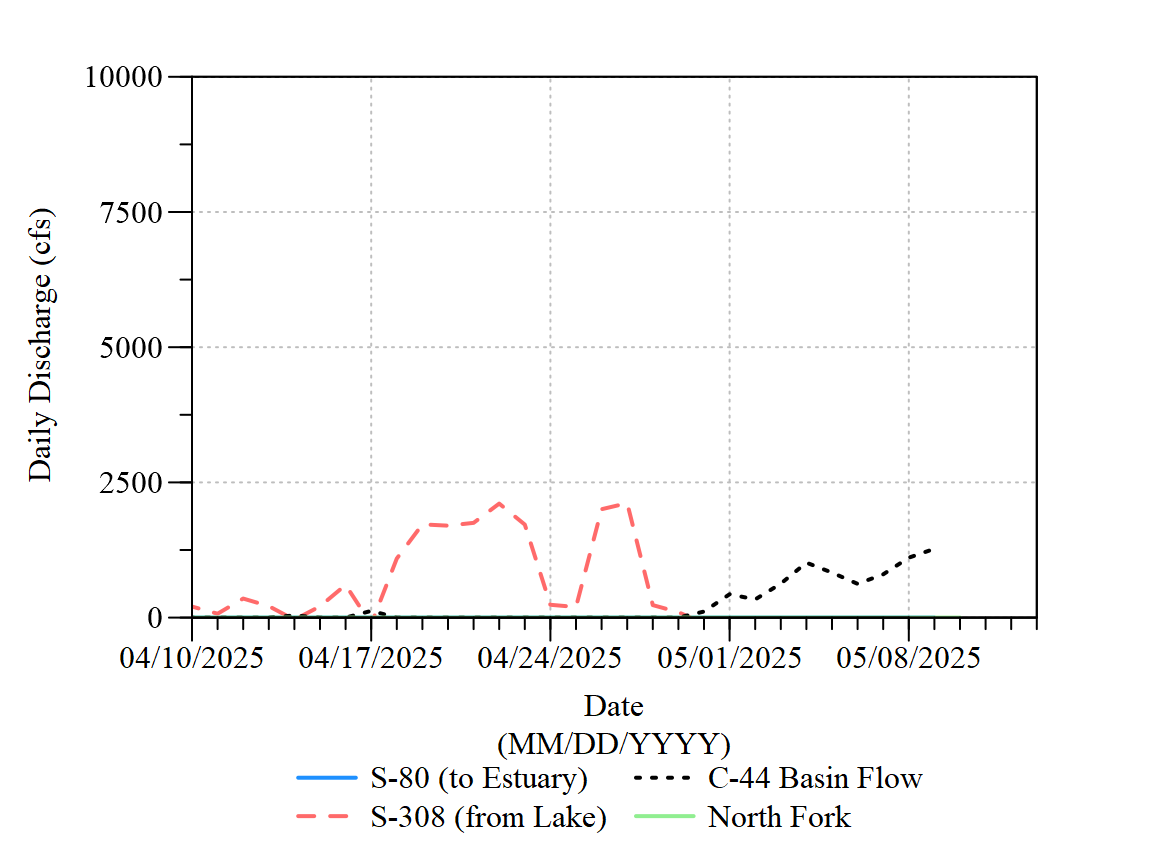 10000
7500
5000
2500
0
Daily Discharge (cfs)
04/10/2025 04/17/2025 04/24/2025 05/01/2025 05/08/2025
Date
(MM/DD/YYYY)
S-80 (to Estuary) C-44 Basin Flow
S-308 (from Lake) North Fork